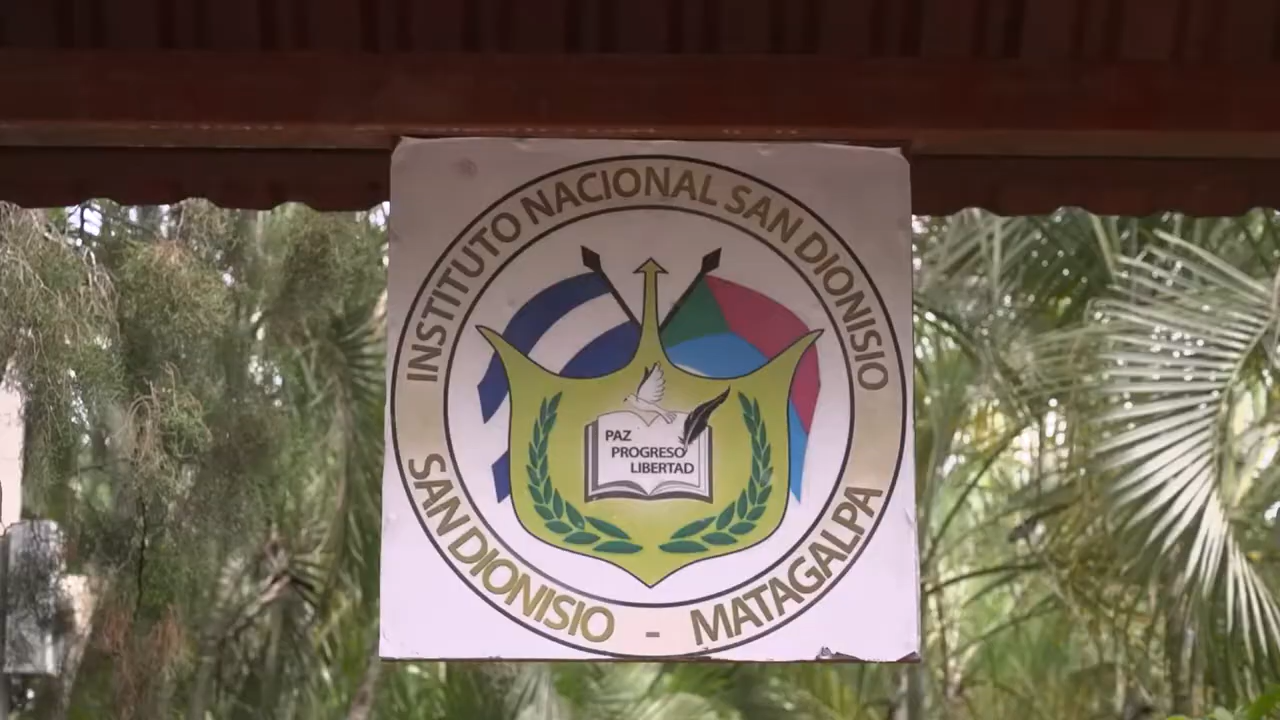 INSTITUTO NACIONAL SAN DIONISIO
PAZ
PROGRESO
LIBERTAD
SAN DIONISIO - MATAGALPA